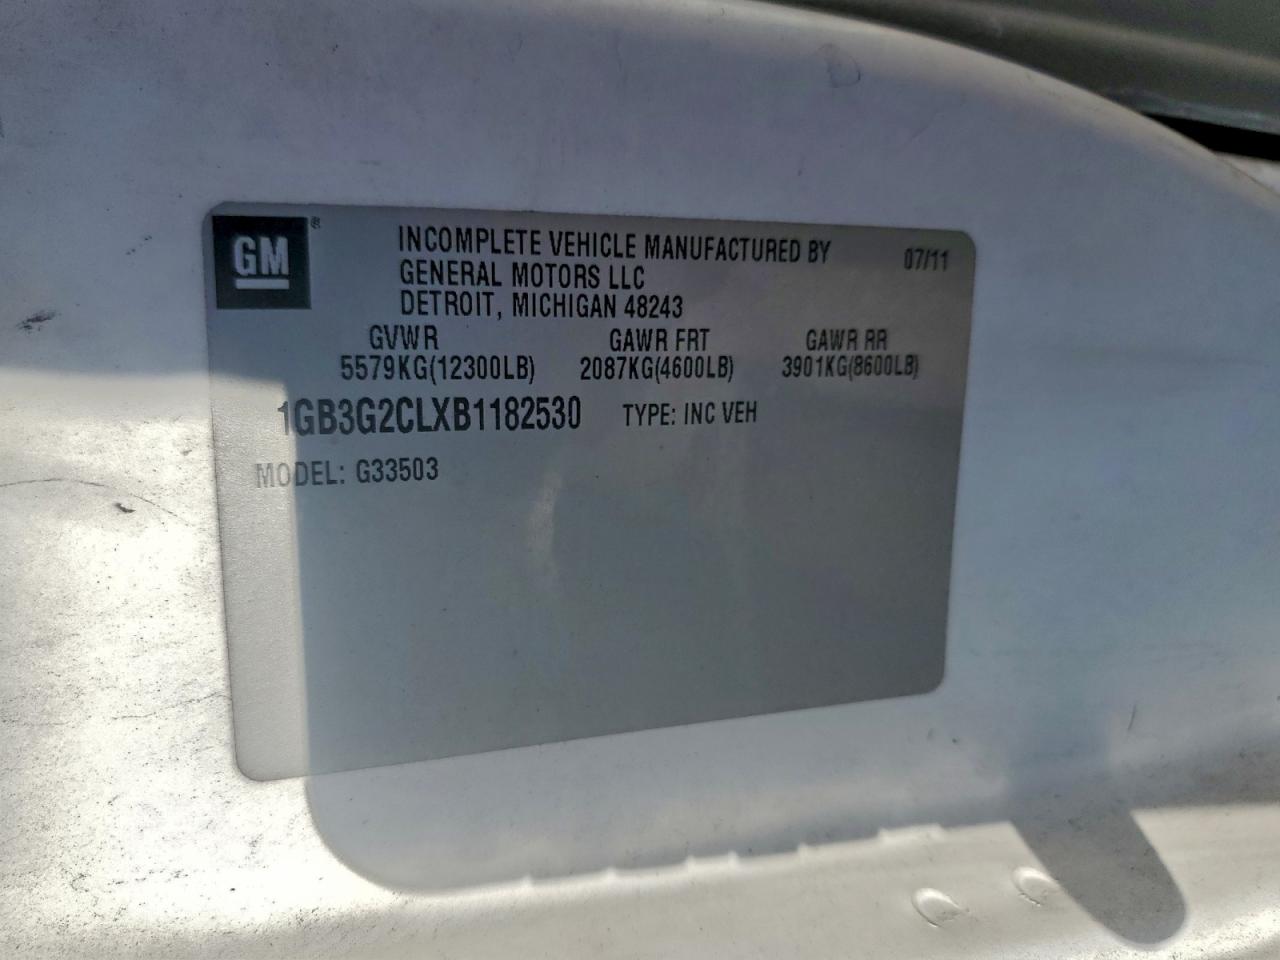 GM®
INCOMPLETE VEHICLE MANUFACTURED BY 07/11
GENERAL MOTORS LLC
DETROIT, MICHIGAN 48243
GVWR GAWR FRT GAWR RR
5579KG(12300LB) 2087KG(4600LB) 3901KG(8600LB)
1GB3G2CLXB1182530 TYPE: INC VEH
MODEL: G33503